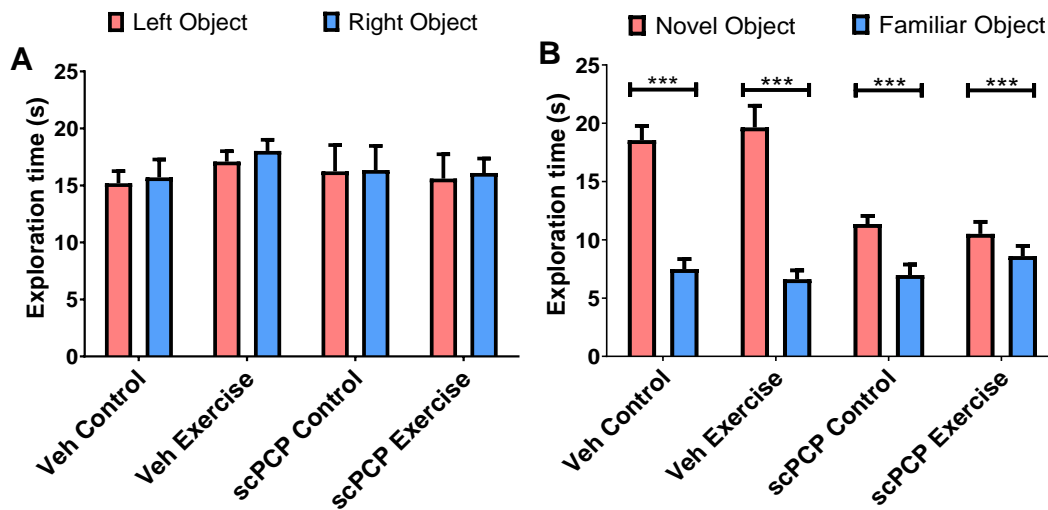 Left Object Right Object
A
Exploration time (s)
25
20
15
10
5
0
Veh Control
Veh Exercise
scPCP Control
scPCP Exercise
Novel Object Familiar Object
B
Exploration time (s)
25
20
15
10
5
0
*** *** *** ***
Veh Control
Veh Exercise
scPCP Control
scPCP Exercise